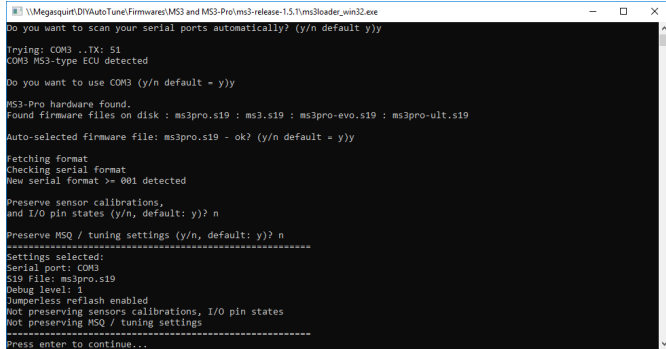 \\Megasquirt\DIYAutoTune\Firmwares\MS3 and MS3-Pro\ms3-release-1.5.1\ms3loader_win32.exe
Do you want to scan your serial ports automatically? (y/n default y)y
Trying: COM3 ..TX: 51
COM3 MS3-type ECU detected
Do you want to use COM3 (y/n default = y)y
MS3-Pro hardware found.
Found firmware files on disk : ms3pro.s19 : ms3.s19 : ms3pro-evo.s19 : ms3pro-ult.s19
Auto-selected firmware file: ms3pro.s19 - ok? (y/n default = y)y
Fetching format
Checking serial format
New serial format >= 001 detected
Preserve sensor calibrations,
and I/O pin states (y/n, default: y)? n
Preserve MSQ / tuning settings (y/n, default: y)? n
========================================================
Settings selected:
Serial port: COM3
S19 File: ms3pro.s19
Debug level: 1
Jumperless reflash enabled
Not preserving sensors calibrations, I/O pin states
Not preserving MSQ / tuning settings
========================================================
Press enter to continue...